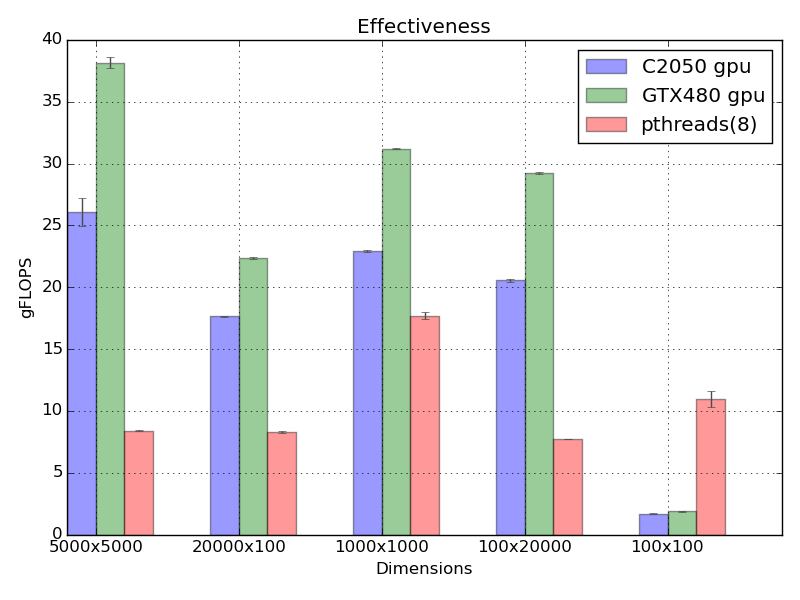 Effectiveness
40
35
30
25
20
15
10
5
0
gFLOPS
C2050 gpu
GTX480 gpu
pthreads(8)
5000x5000 20000x100 1000x1000 100x20000 100x100
Dimensions